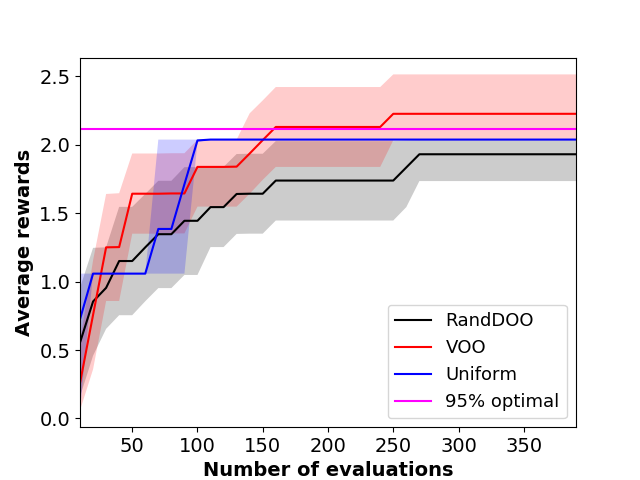 2.5
2.0
1.5
1.0
0.5
0.0
Average rewards
RandDOO
VOO
Uniform
95% optimal
50 100 150 200 250 300 350
Number of evaluations